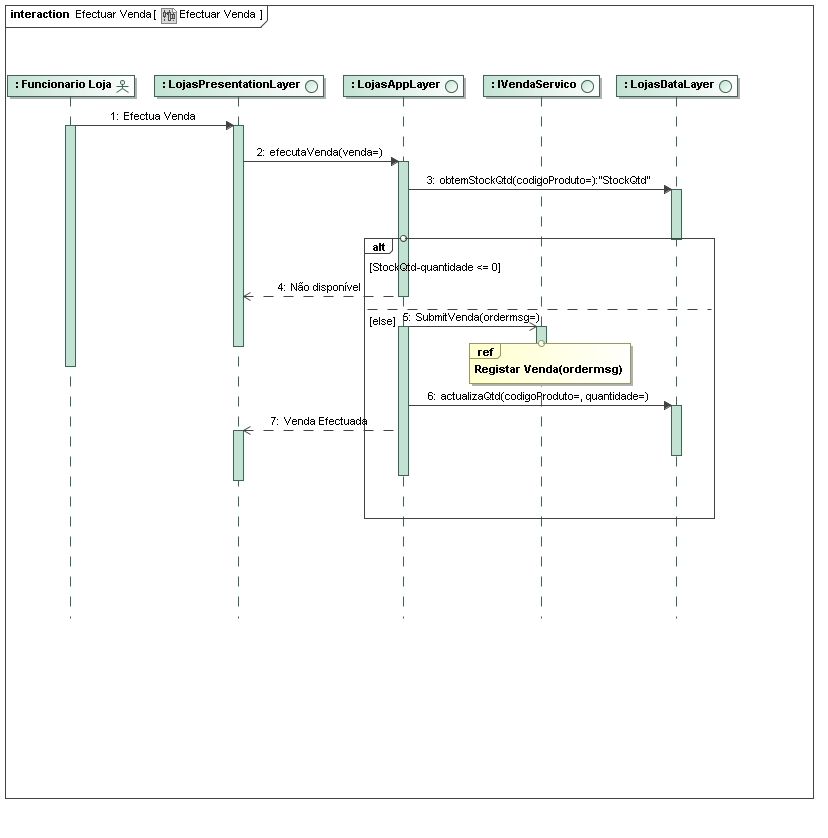 interaction Efectuar Venda [ Efectuar Venda ]
: Funcionario Loja
: LojasPresentationLayer
: LojasAppLayer
: IVendaServico
: LojasDataLayer
1: Efectua Venda
2: efecutaVenda(venda=)
3: obtemStockQtd(codigoProduto=):"StockQtd"
alt
[StockQtd-quantidade <= 0]
4: Não disponível
[else]
5: SubmitVenda(ordermsg=)
ref
Registar Venda(ordermsg)
6: actualizaQtd(codigoProduto=, quantidade=)
7: Venda Efectuada